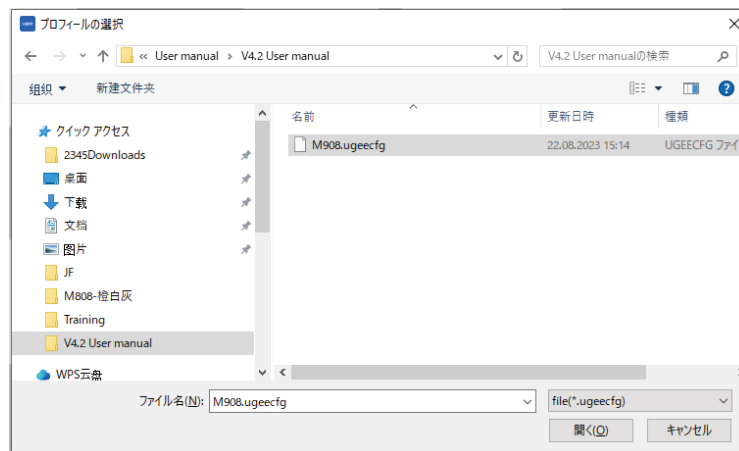 プロフィールの選択
« User manual › V4.2 User manual
V4.2 User manualの検索
组织
新建文件夹
名前 更新日時 種類
クイック アクセス
M908.ugeecfg 22.08.2023 15:14 UGEECFG ファイ
2345Downloads
桌面
下载
文档
图片
JF
M808-橙白灰
Training
V4.2 User manual
WPS云盘
ファイル名(N): M908.ugeecfg file(*.ugeecfg)
開く(O) キャンセル